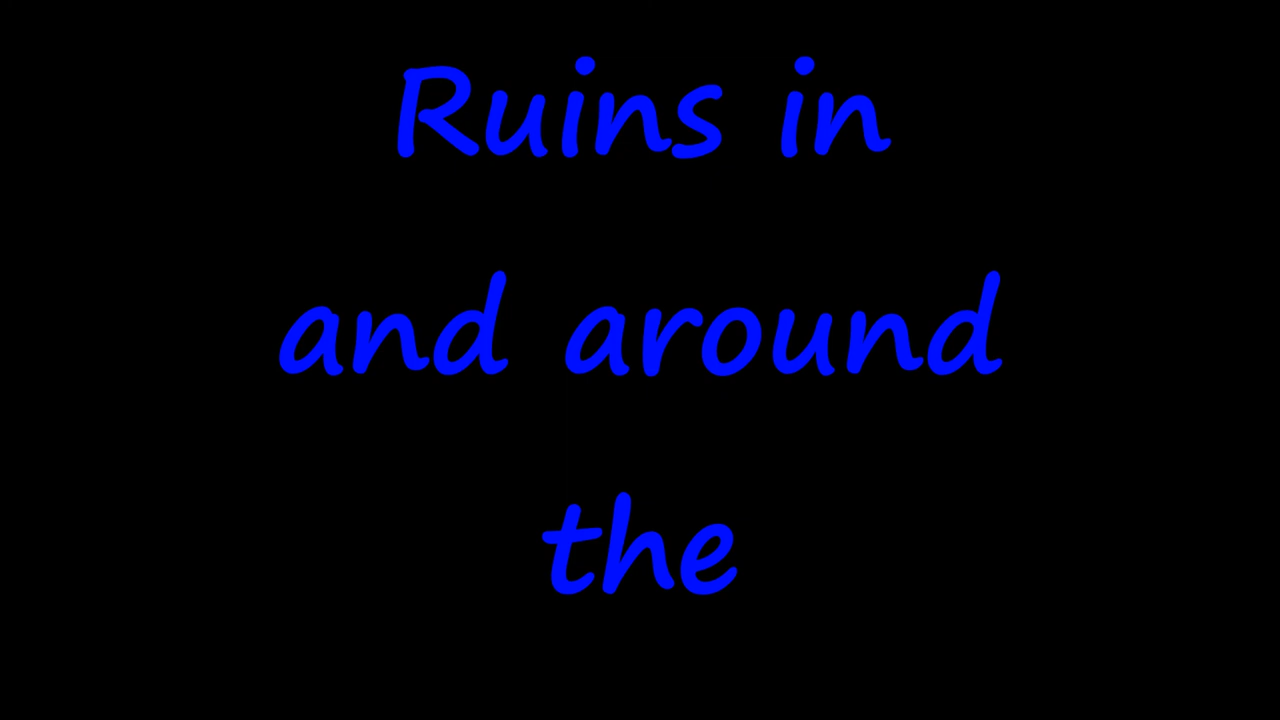 Ruins in
and around
the